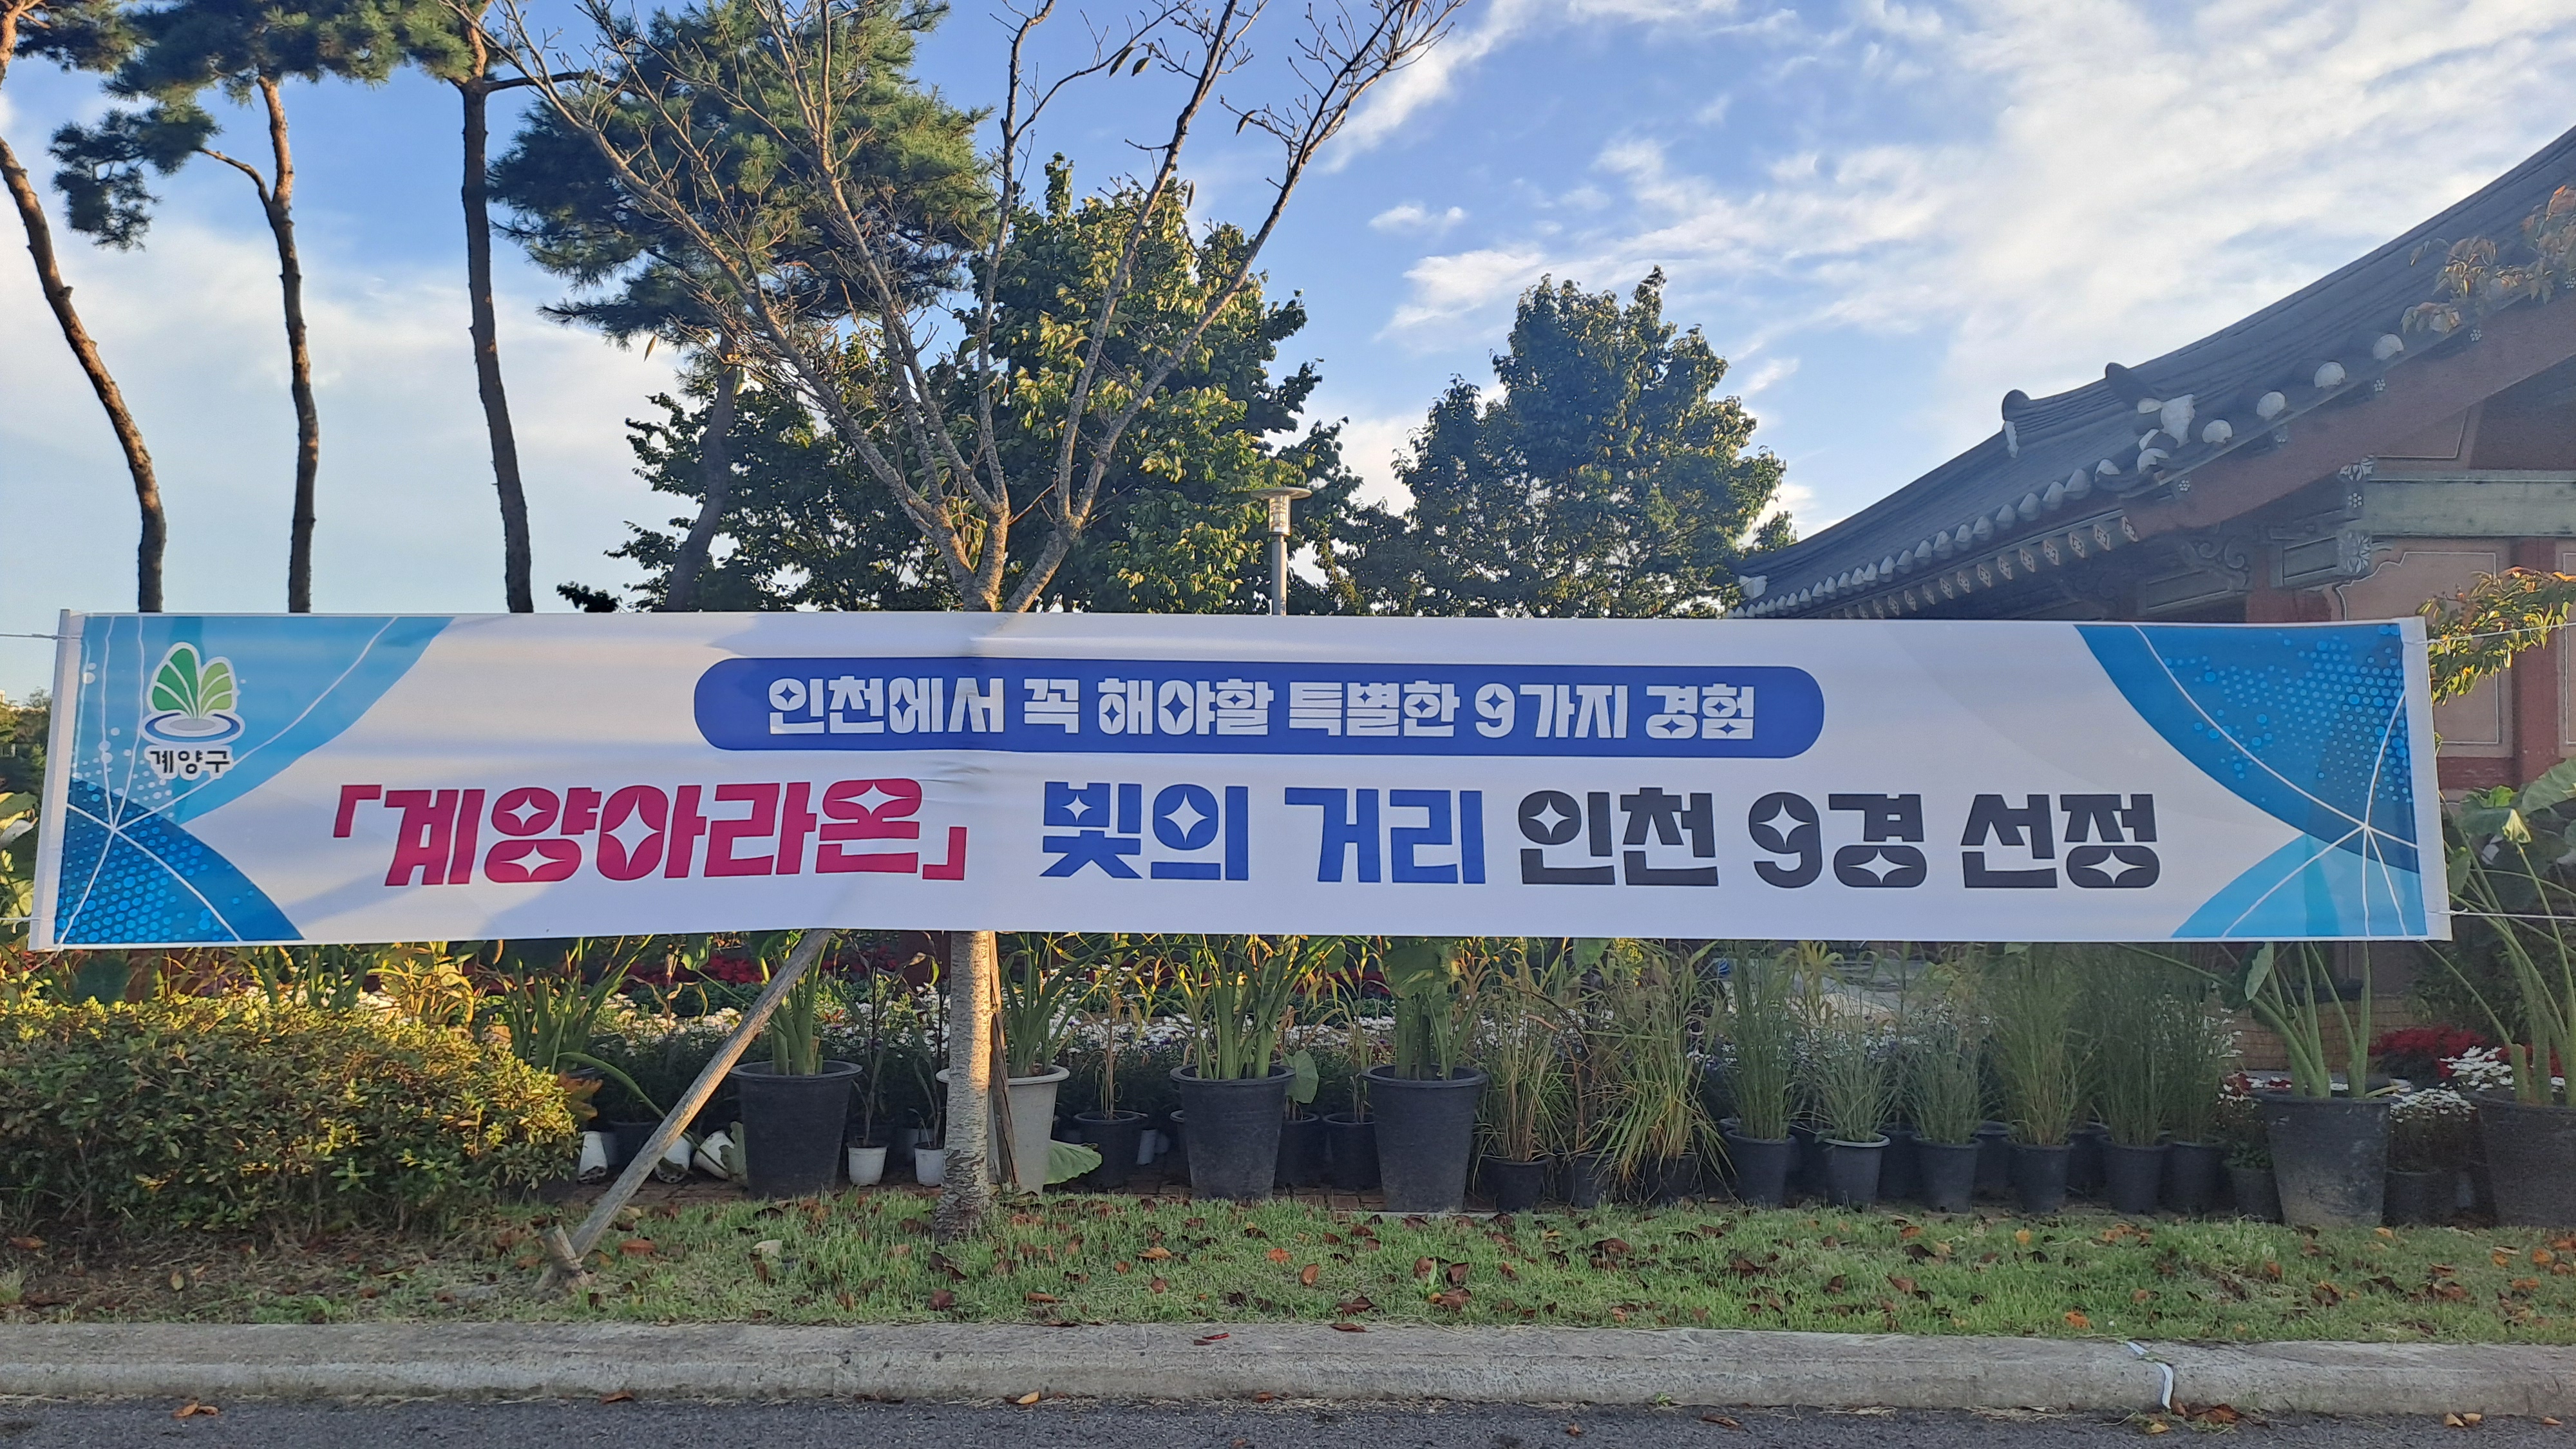 계양구
인천에서 꼭 해야할 특별한 9가지 경험
「계양아라온」 빛의 거리 인천 9경 선정